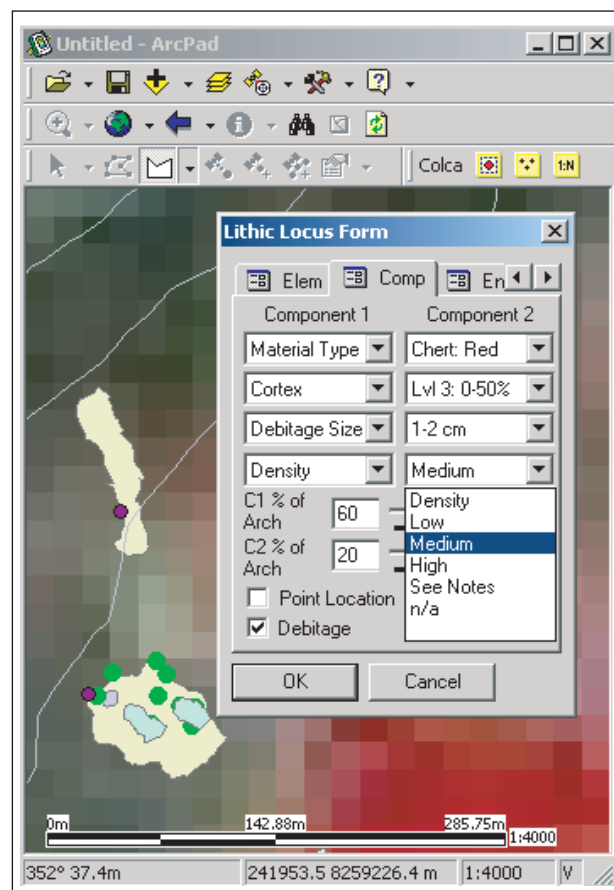 Untitled - ArcPad
Colca 1:N
Lithic Locus Form
Elem Comp En
Component 1 Component 2
Material Type Chert: Red
Cortex Lvl 3: 0-50%
Debitage Size 1-2 cm
Density Medium
C1 % of Arch 60
C2 % of Arch 20
Density
Low
Medium
High
See Notes
n/a
Point Location
Debitage
OK Cancel
0m 142.88m 285.75m
1:4000
352° 37.4m 241953.5 8259226.4 m 1:4000 V